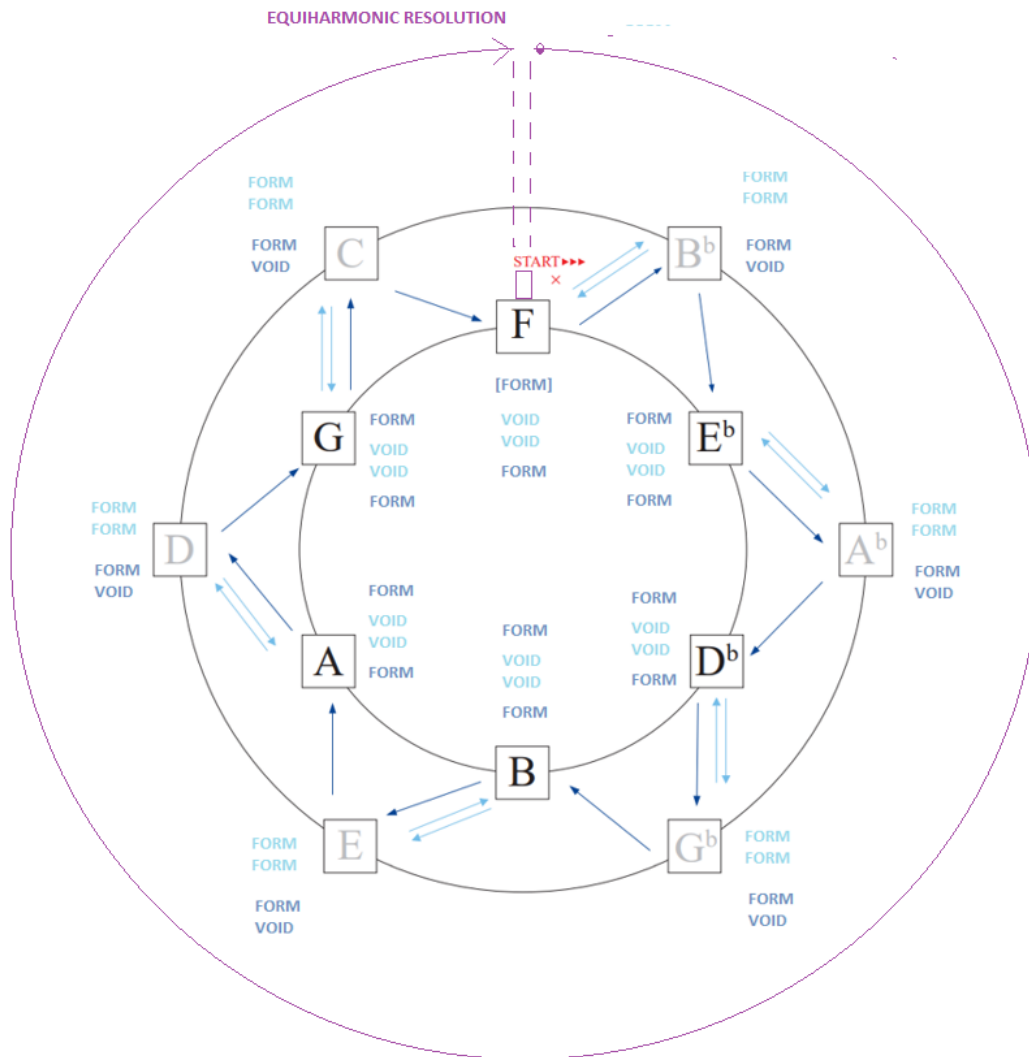 EQUIHARMONIC RESOLUTION
FORM
FORM
FORM
VOID
C
FORM
FORM
FORM
VOID
B♭
START▸▸▸
×
F
[FORM]
VOID
VOID
FORM
G
FORM
VOID
VOID
FORM
E♭
FORM
VOID
VOID
FORM
D
FORM
FORM
FORM
VOID
A♭
FORM
FORM
FORM
VOID
A
FORM
VOID
VOID
FORM
D♭
FORM
VOID
VOID
FORM
FORM
VOID
VOID
FORM
B
E
FORM
FORM
FORM
VOID
G♭
FORM
FORM
FORM
VOID